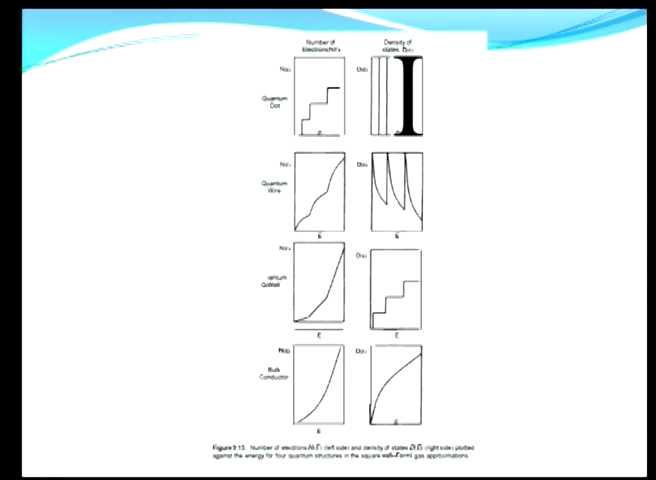 Number of Density of
Electrons N(E) states D(E)
N(E) D(E)
Quantum
Dot
E
N(E) D(E)
Quantum
Wire
E E
N(E) D(E)
antum
QWell
E E
N(E) D(E)
Bulk
Conductor
E E
Figure 9.15. Number of electrons N(E) (left side) and density of states D(E) (right side) plotted
against the energy for four quantum structures in the square well–Fermi gas approximations